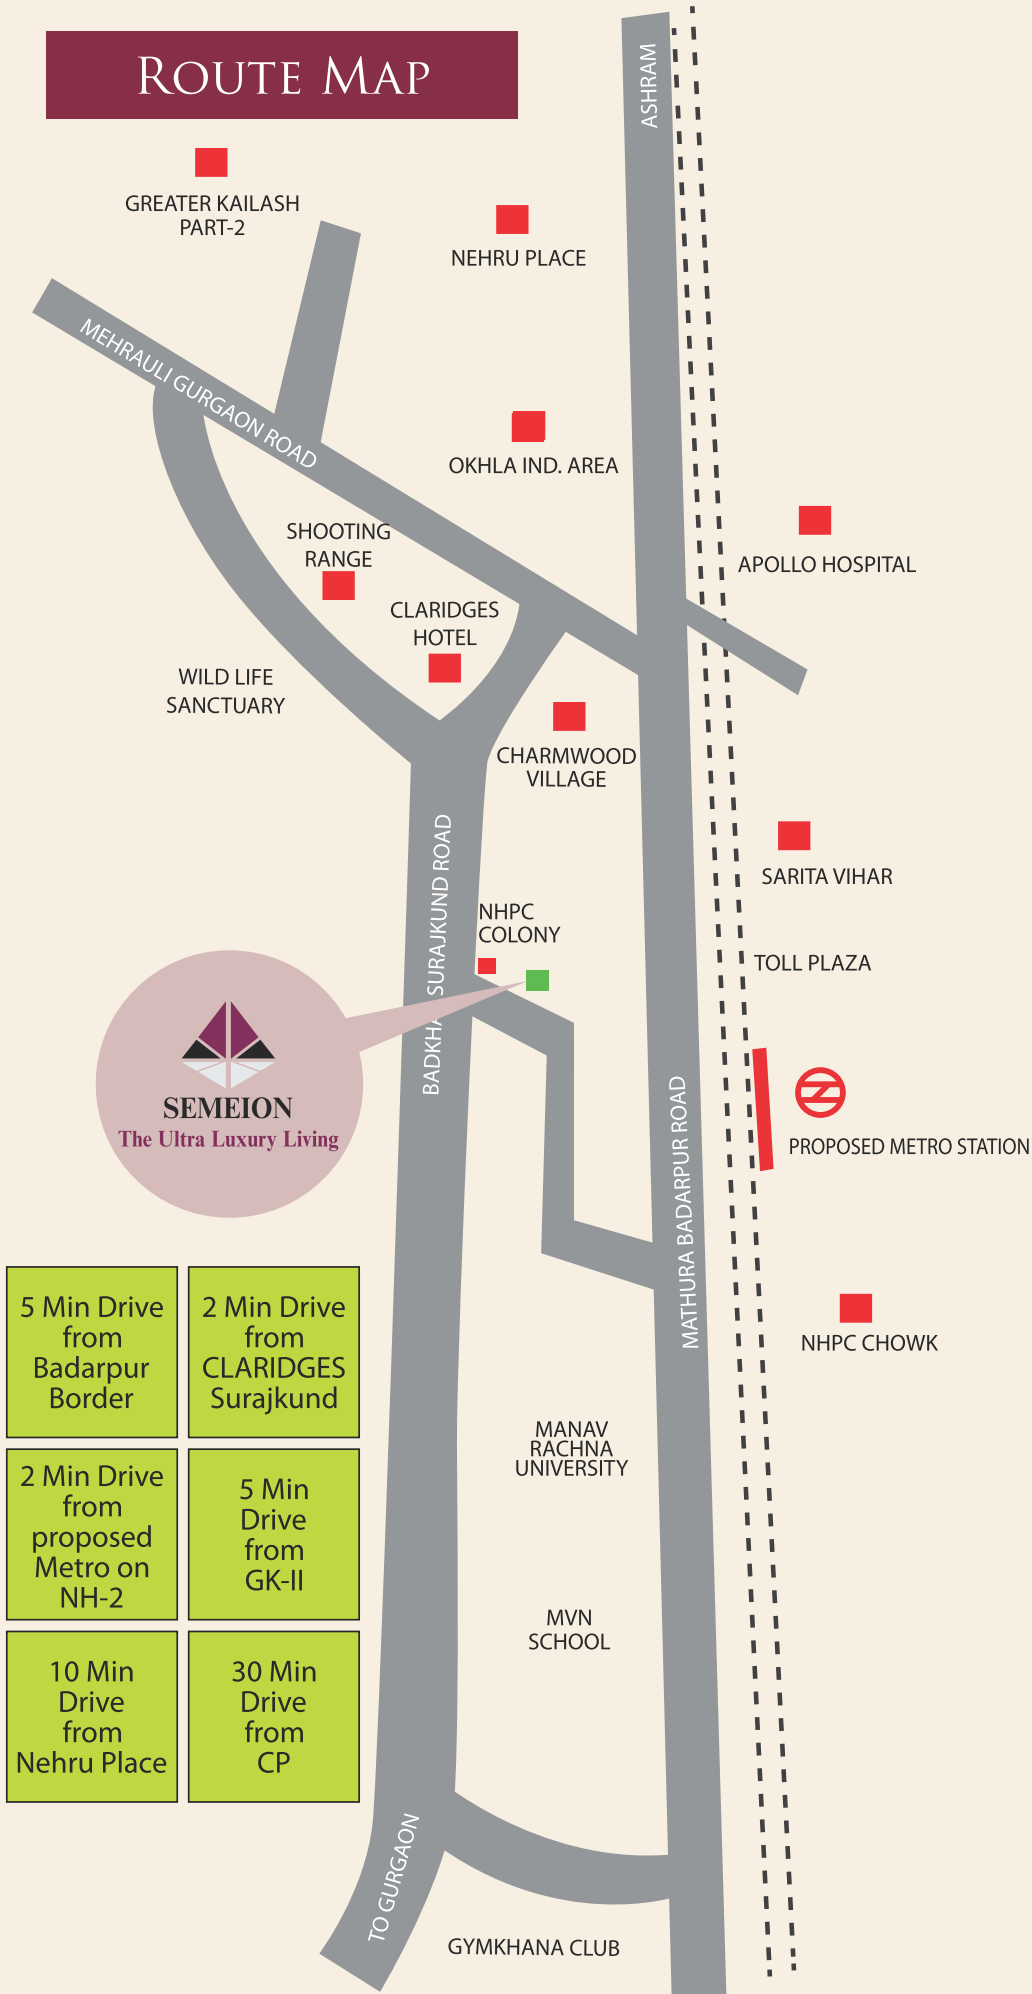 ROUTE MAP
ASHRAM
GREATER KAILASH
PART-2
NEHRU PLACE
MEHRAULI GURGAON ROAD
OKHLA IND. AREA
SHOOTING
RANGE
APOLLO HOSPITAL
CLARIDGES
HOTEL
WILD LIFE
SANCTUARY
CHARMWOOD
VILLAGE
SARITA VIHAR
SURAJKUND ROAD
NHPC
COLONY
TOLL PLAZA
BADKHA
SEMEION
The Ultra Luxury Living
MATHURA BADARPUR ROAD
PROPOSED METRO STATION
NHPC CHOWK
5 Min Drive
from
Badarpur
Border
2 Min Drive
from
CLARIDGES
Surajkund
MANAV
RACHNA
UNIVERSITY
2 Min Drive
from
proposed
Metro on
NH-2
5 Min
Drive
from
GK-II
MVN
SCHOOL
10 Min
Drive
from
Nehru Place
30 Min
Drive
from
CP
TO GURGAON
GYMKHANA CLUB